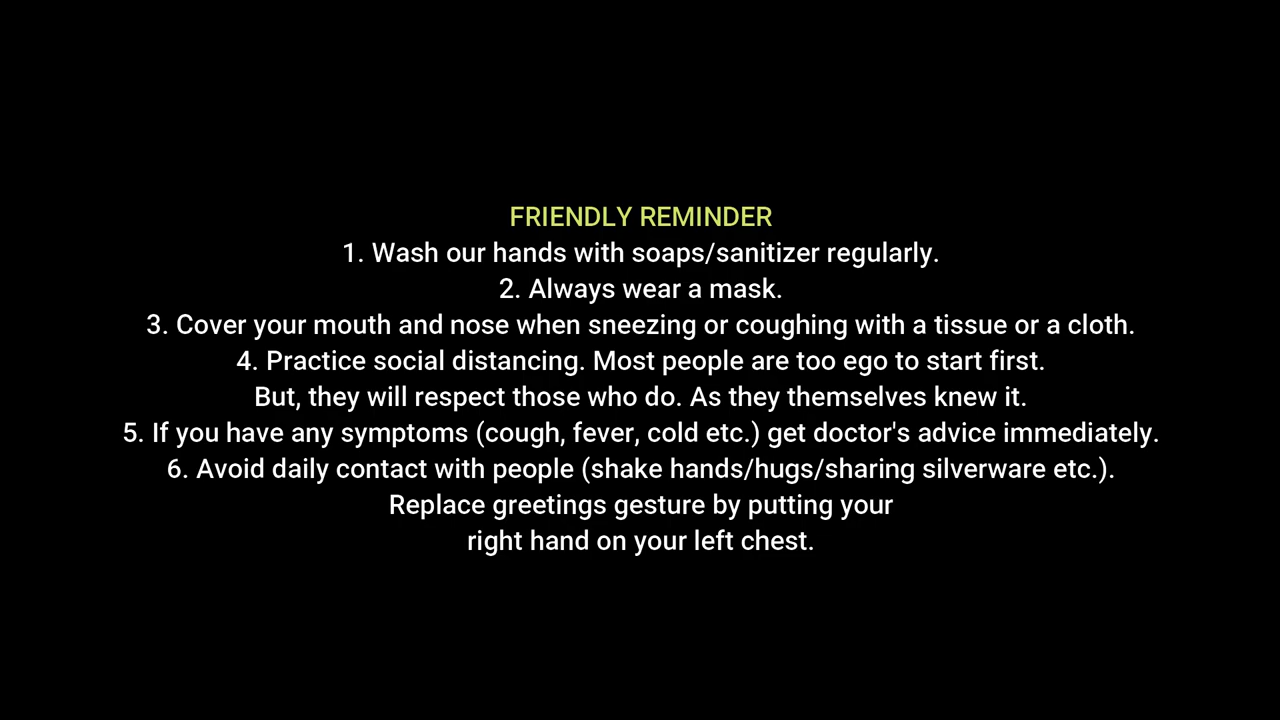 FRIENDLY REMINDER
1. Wash our hands with soaps/sanitizer regularly.
2. Always wear a mask.
3. Cover your mouth and nose when sneezing or coughing with a tissue or a cloth.
4. Practice social distancing. Most people are too ego to start first.
But, they will respect those who do. As they themselves knew it.
5. If you have any symptoms (cough, fever, cold etc.) get doctor's advice immediately.
6. Avoid daily contact with people (shake hands/hugs/sharing silverware etc.).
Replace greetings gesture by putting your
right hand on your left chest.